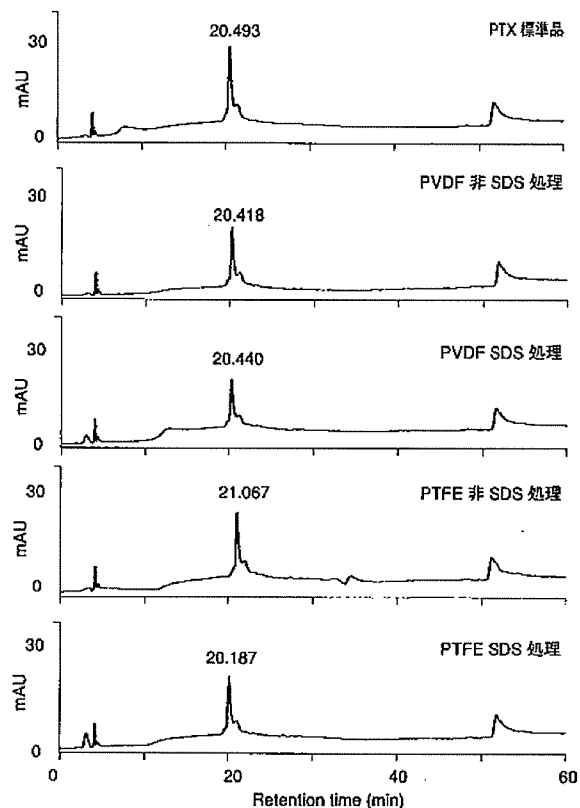 30
20.493
PTX 標準品
mAU
0
30
PVDF 非 SDS 処理
20.418
mAU
0
30
PVDF SDS 処理
20.440
mAU
0
30
PTFE 非 SDS 処理
21.067
mAU
0
30
PTFE SDS 処理
20.187
mAU
0
0 20 40 60
Retention time (min)